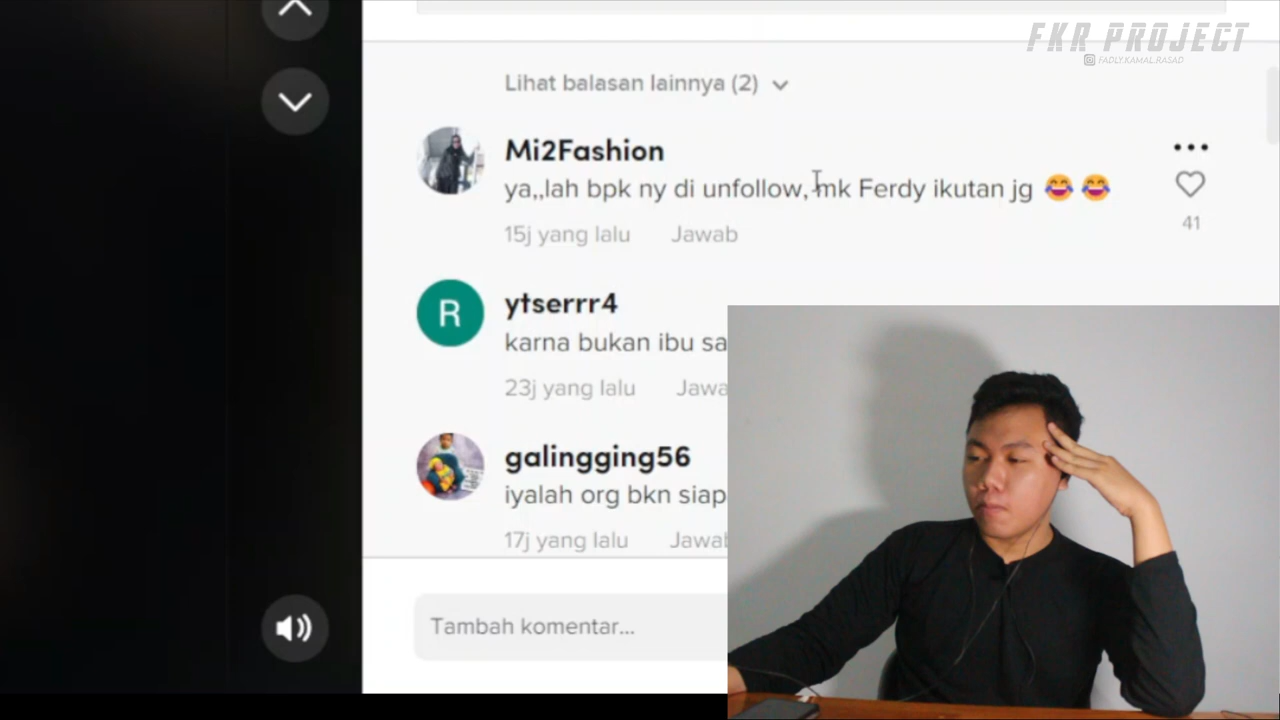 FKR PROJECT
FADLY.KAMAL.RASAD
Lihat balasan lainnya (2)
Mi2Fashion
ya,,lah bpk ny di unfollow, mk Ferdy ikutan jg 😂 😂
15j yang lalu Jawab
41
R
ytserrr4
karna bukan ibu sa
23j yang lalu Jawa
galingging56
iyalah org bkn siap
17j yang lalu Jawab
Tambah komentar...